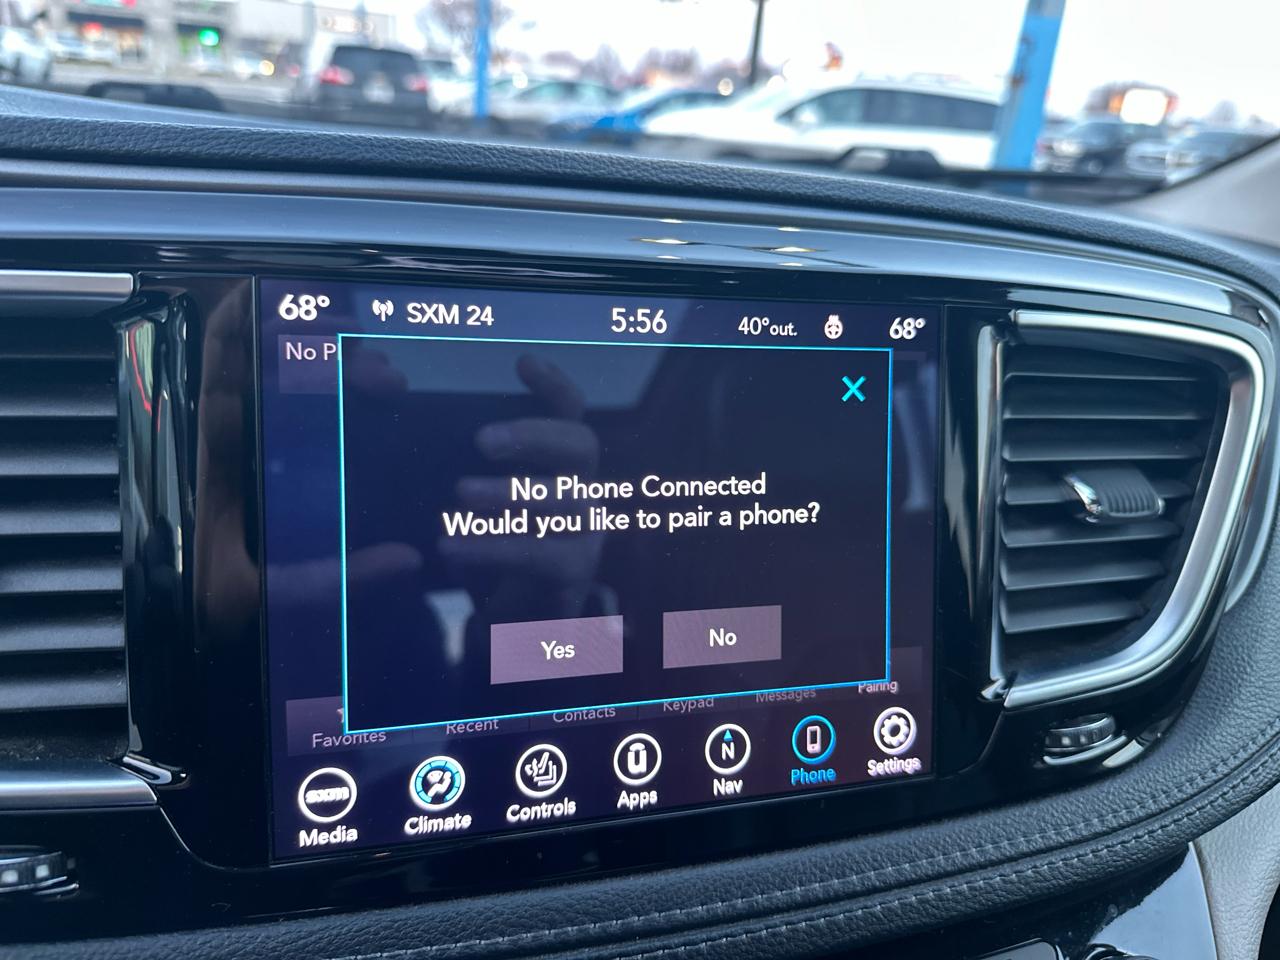 68° SXM 24 5:56 40°out. 68°
No P
No Phone Connected
Would you like to pair a phone?
Yes No
Favorites Recent Contacts Keypad Messages Pairing
sxm N
Media Climate Controls Apps Nav Phone Settings